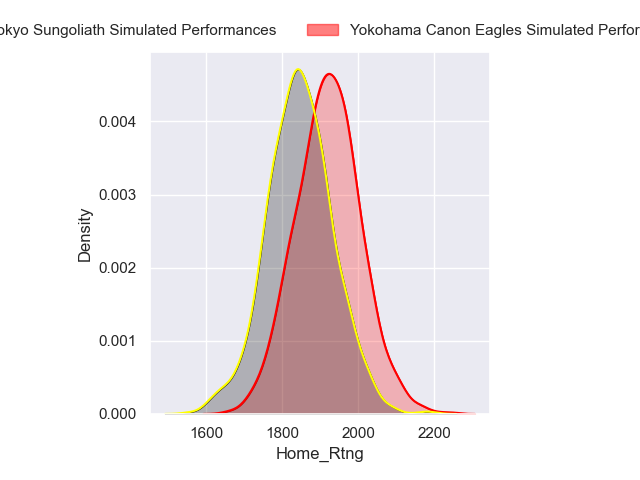 okyo Sungoliath Simulated Performances Yokohama Canon Eagles Simulated Perfor
0.004
0.003
0.002
0.001
0.000
Density
1600 1800 2000 2200
Home_Rtng